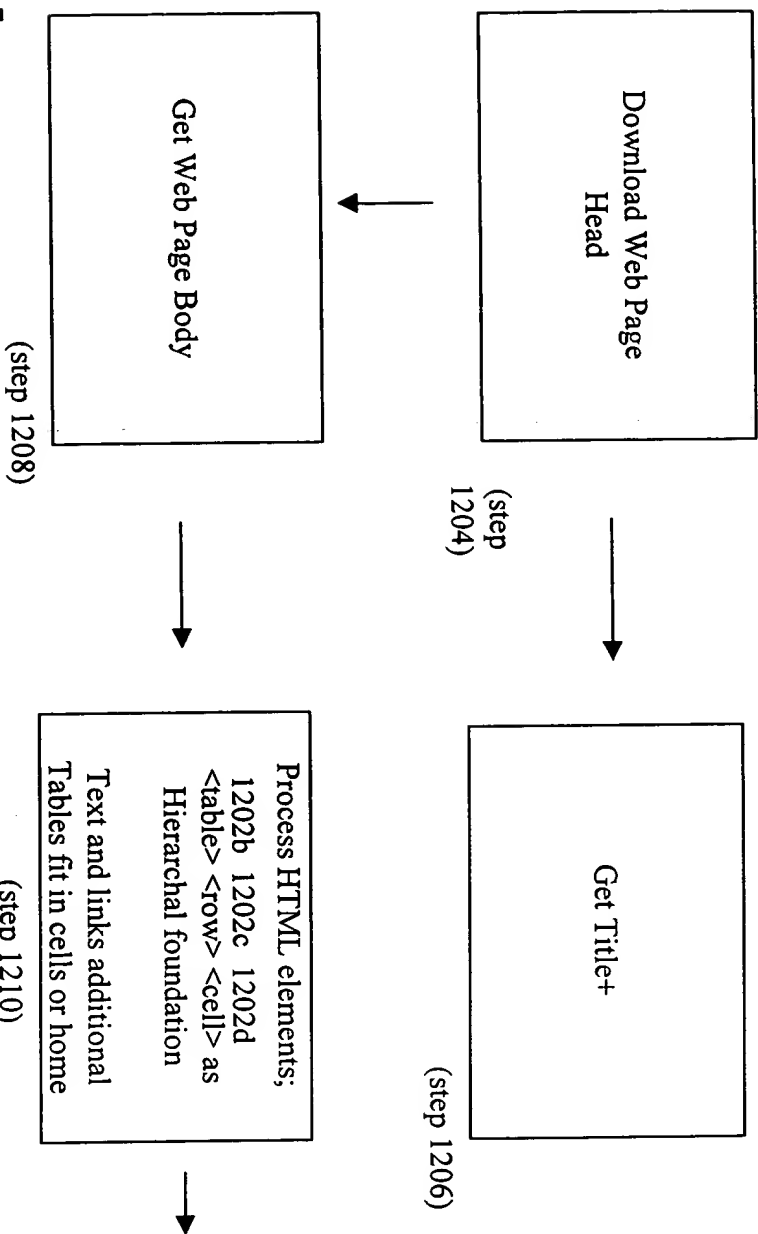 Download Web Page
Head
(step
1204)
Get Title+
(step 1206)
Get Web Page Body
(step 1208)
Process HTML elements;
1202b 1202c 1202d
<table> <row> <cell> as
Hierarchal foundation
Text and links additional
Tables fit in cells or home
(step 1210)